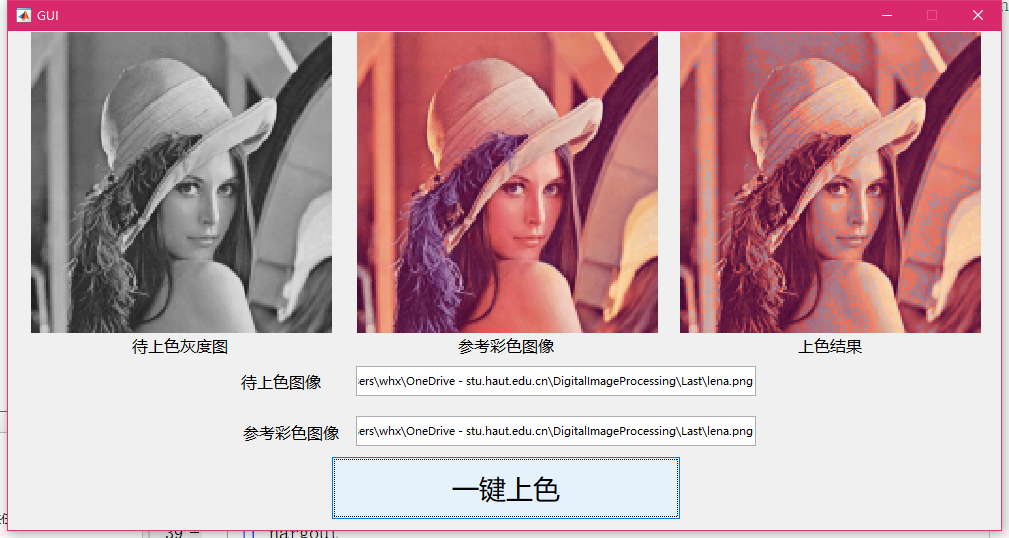 GUI
待上色灰度图 参考彩色图像 上色结果
待上色图像 ers\whx\OneDrive - stu.haut.edu.cn\DigitalImageProcessing\Last\lena.png
参考彩色图像 ers\whx\OneDrive - stu.haut.edu.cn\DigitalImageProcessing\Last\lena.png
一键上色